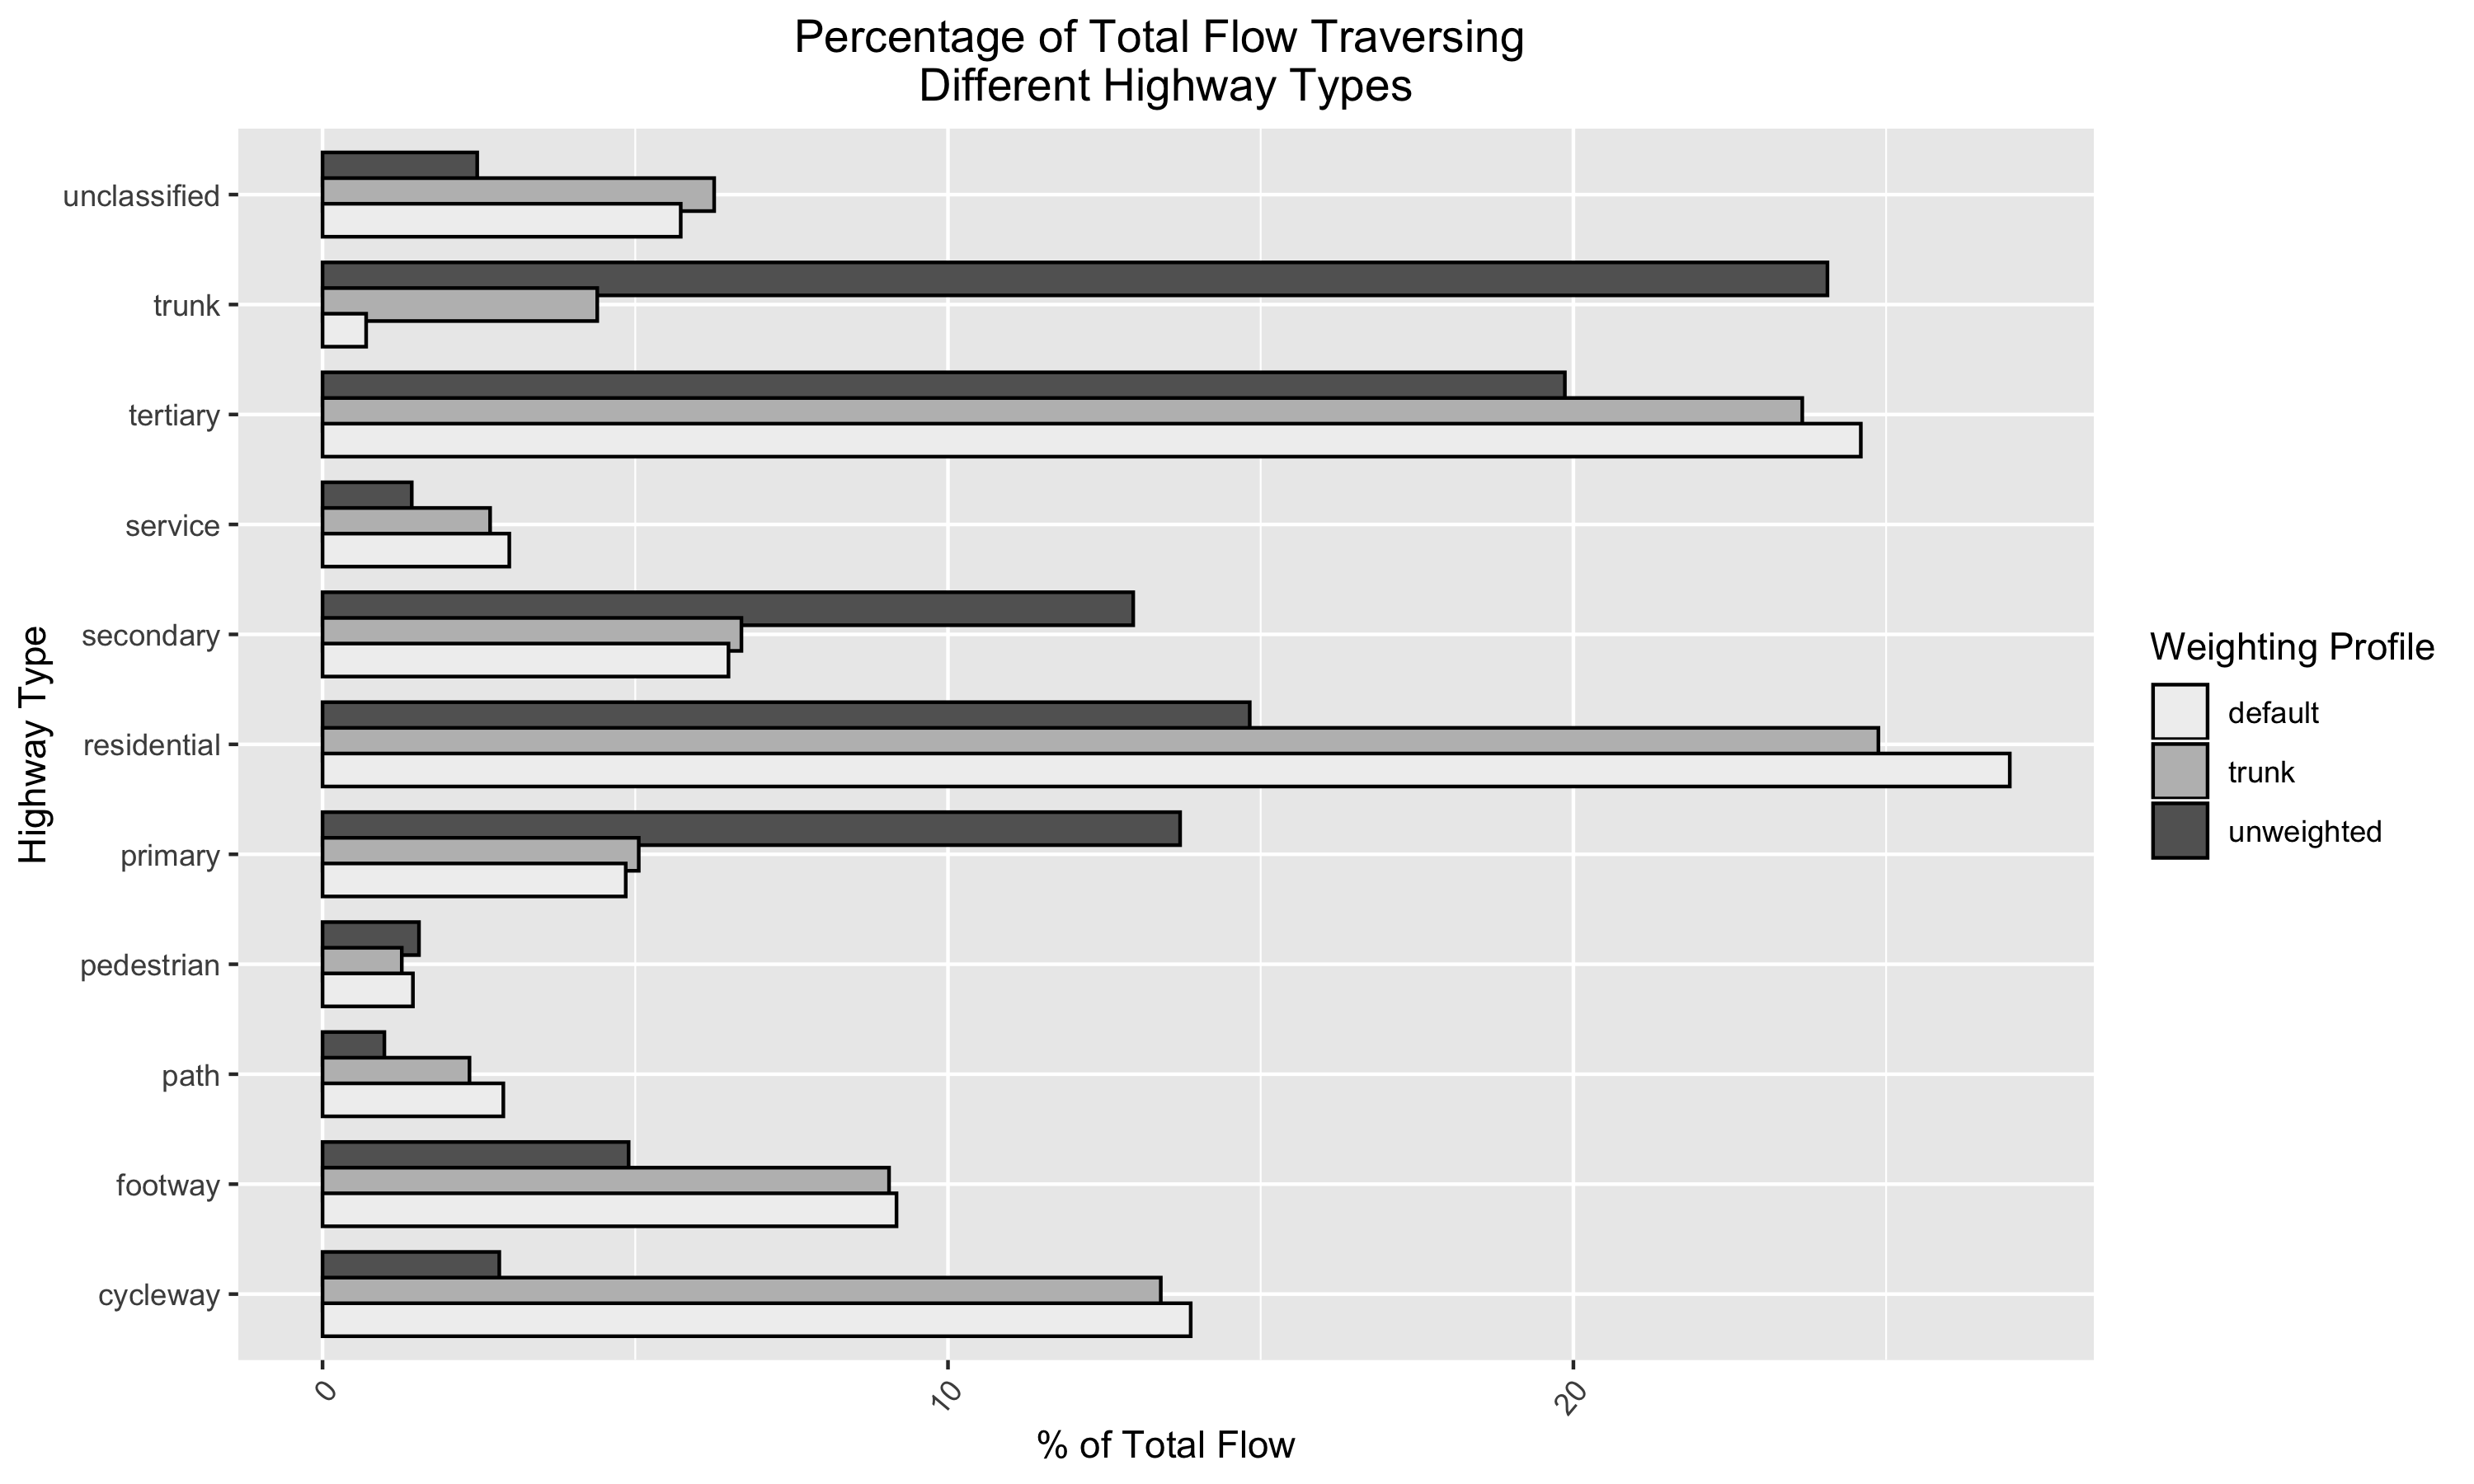 Percentage of Total Flow Traversing
Different Highway Types
Highway Type
unclassified
trunk
tertiary
service
secondary
residential
primary
pedestrian
path
footway
cycleway
0
10
20
% of Total Flow
Weighting Profile
default
trunk
unweighted